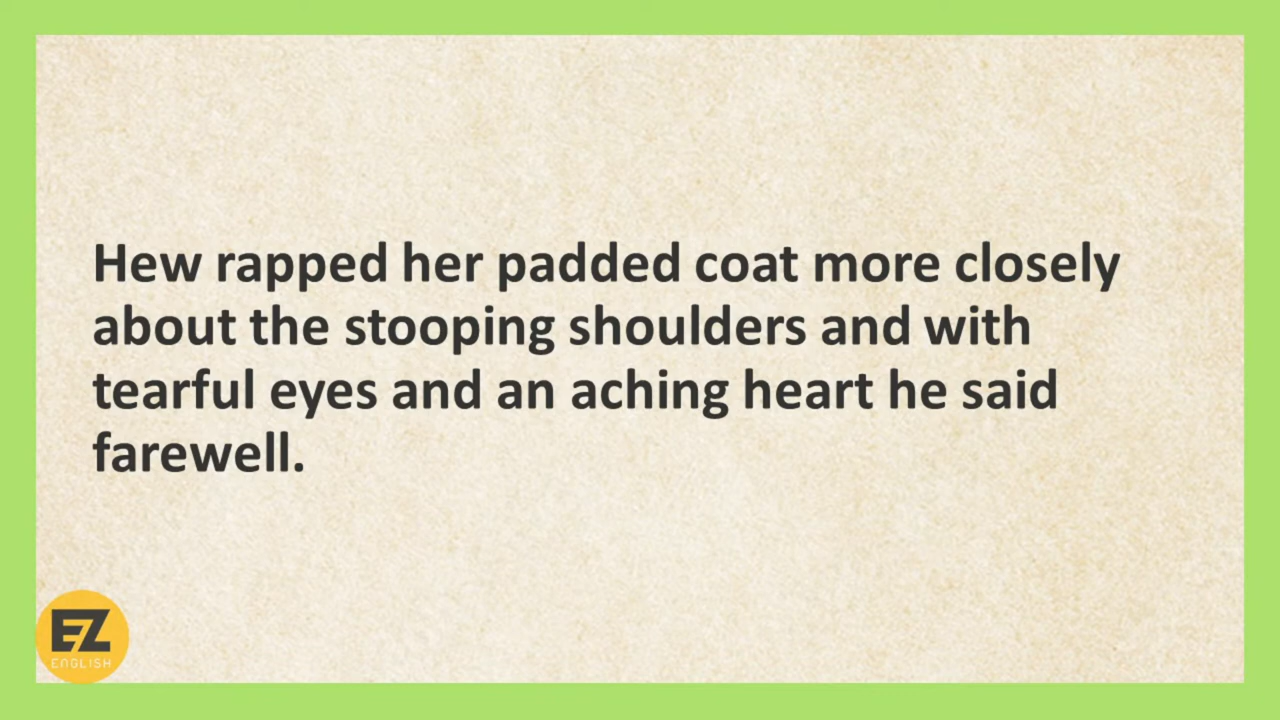 Hew rapped her padded coat more closely
about the stooping shoulders and with
tearful eyes and an aching heart he said
farewell.
EZ
ENGLISH